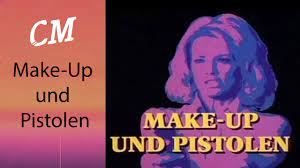 CM
Make-Up
und
Pistolen
MAKE-UP
UND PISTOLEN